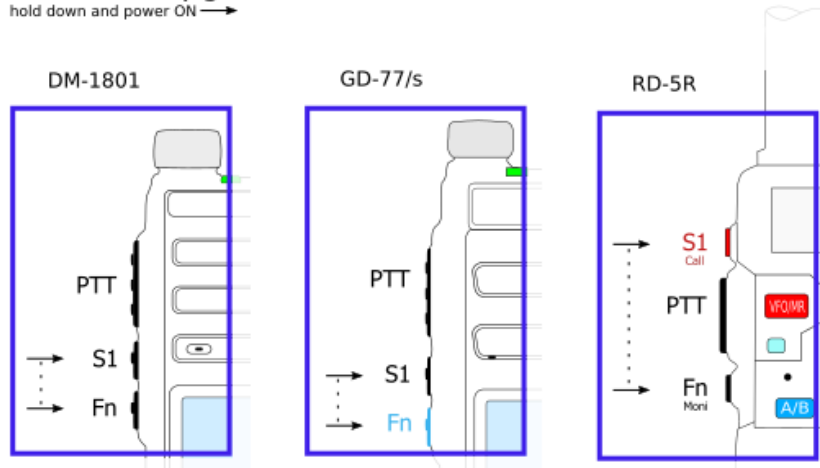 hold down and power ON
DM-1801
GD-77/s
RD-5R
PTT
S1
Fn
PTT
S1
Fn
S1
Call
PTT
VFO/MR
Fn
Moni
A/B